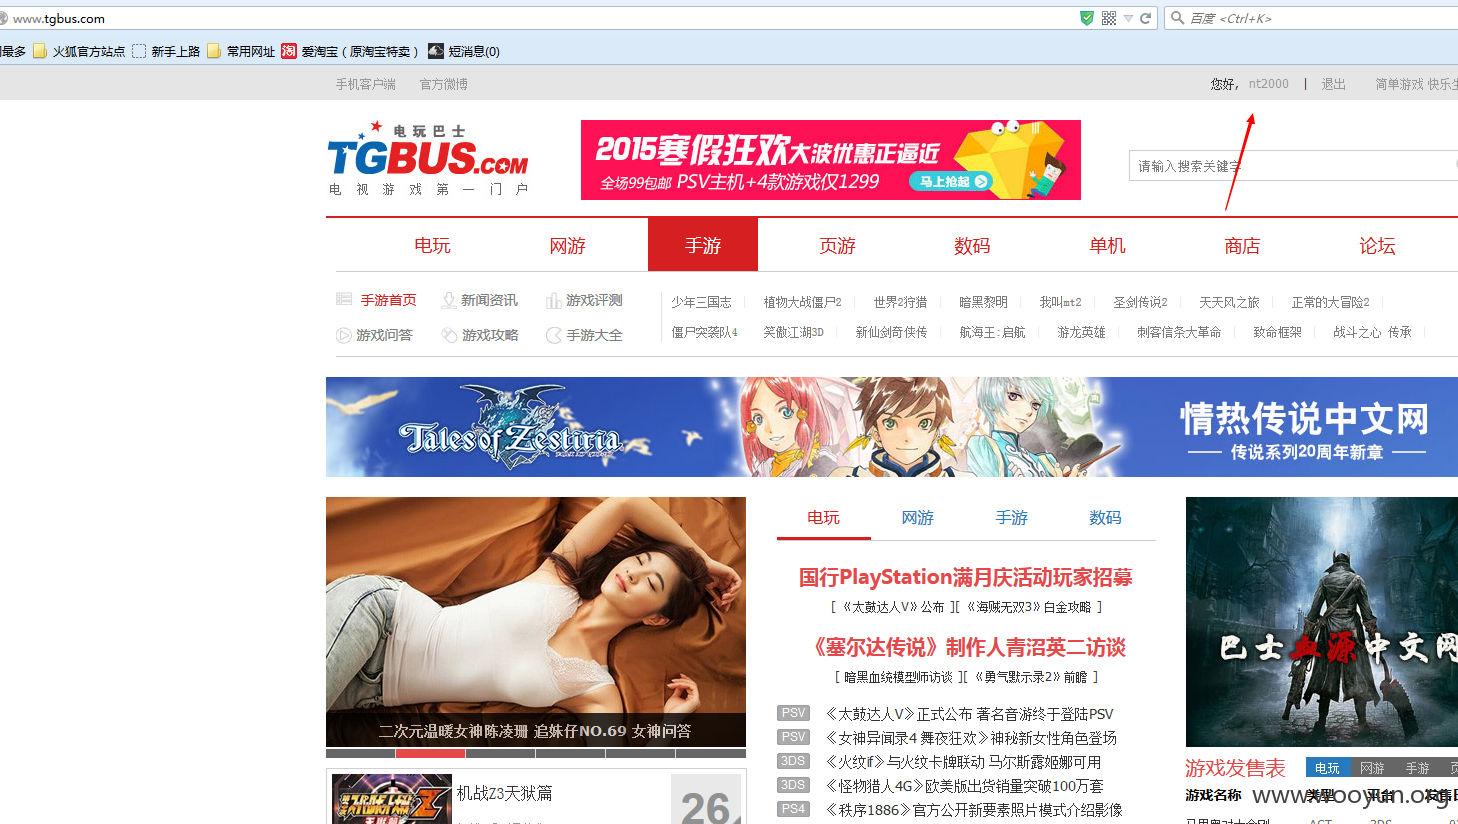 www.tgbus.com
百度 <Ctrl+K>
最多 火狐官方站点 新手上路 常用网址 爱淘宝（原淘宝特卖） 短消息(0)
手机客户端 官方微博 您好， nt2000 | 退出 简单游戏 快乐
电玩巴士
TGBUS.COM
电视游戏第一门户
2015寒假狂欢大波优惠正逼近
全场99包邮 PSV主机+4款游戏仅1299 马上抢起
请输入搜索关键字
电玩 网游 手游 页游 数码 单机 商店 论坛
手游首页 新闻资讯 游戏评测 少年三国志 植物大战僵尸2 世界2狩猎 暗黑黎明 我叫mt2 圣剑传说2 天天风之旅 正常的大冒险2
游戏问答 游戏攻略 手游大全 僵尸突袭队4 笑傲江湖3D 新仙剑奇侠传 航海王:启航 游龙英雄 刺客信条大革命 致命框架 战斗之心 传承
Tales of Zestiria
情热传说中文网
传说系列20周年新章
电玩 网游 手游 数码
国行PlayStation满月庆活动玩家招募
[ 《太鼓达人V》公布 ][ 《海贼无双3》白金攻略 ]
《塞尔达传说》制作人青沼英二访谈
[ 暗黑血统模型师访谈 ][ 《勇气默示录2》前瞻 ]
PSV 《太鼓达人V》正式公布 著名音游终于登陆PSV
PSV 《女神异闻录4 舞夜狂欢》神秘新女性角色登场
3DS 《火纹if》与火纹卡牌联动 马尔斯露姬娜可用
3DS 《怪物猎人4G》欧美版出货销量突破100万套
PS4 《秩序1886》官方公开新要素照片模式介绍影像
二次元温暖女神陈凌珊 追妹仔NO.69 女神问答
机战Z3天狱篇
26
巴士血源中文网
游戏发售表 电玩 网游 手游
游戏名称 类型 平台 发售日
www.wooyun.org